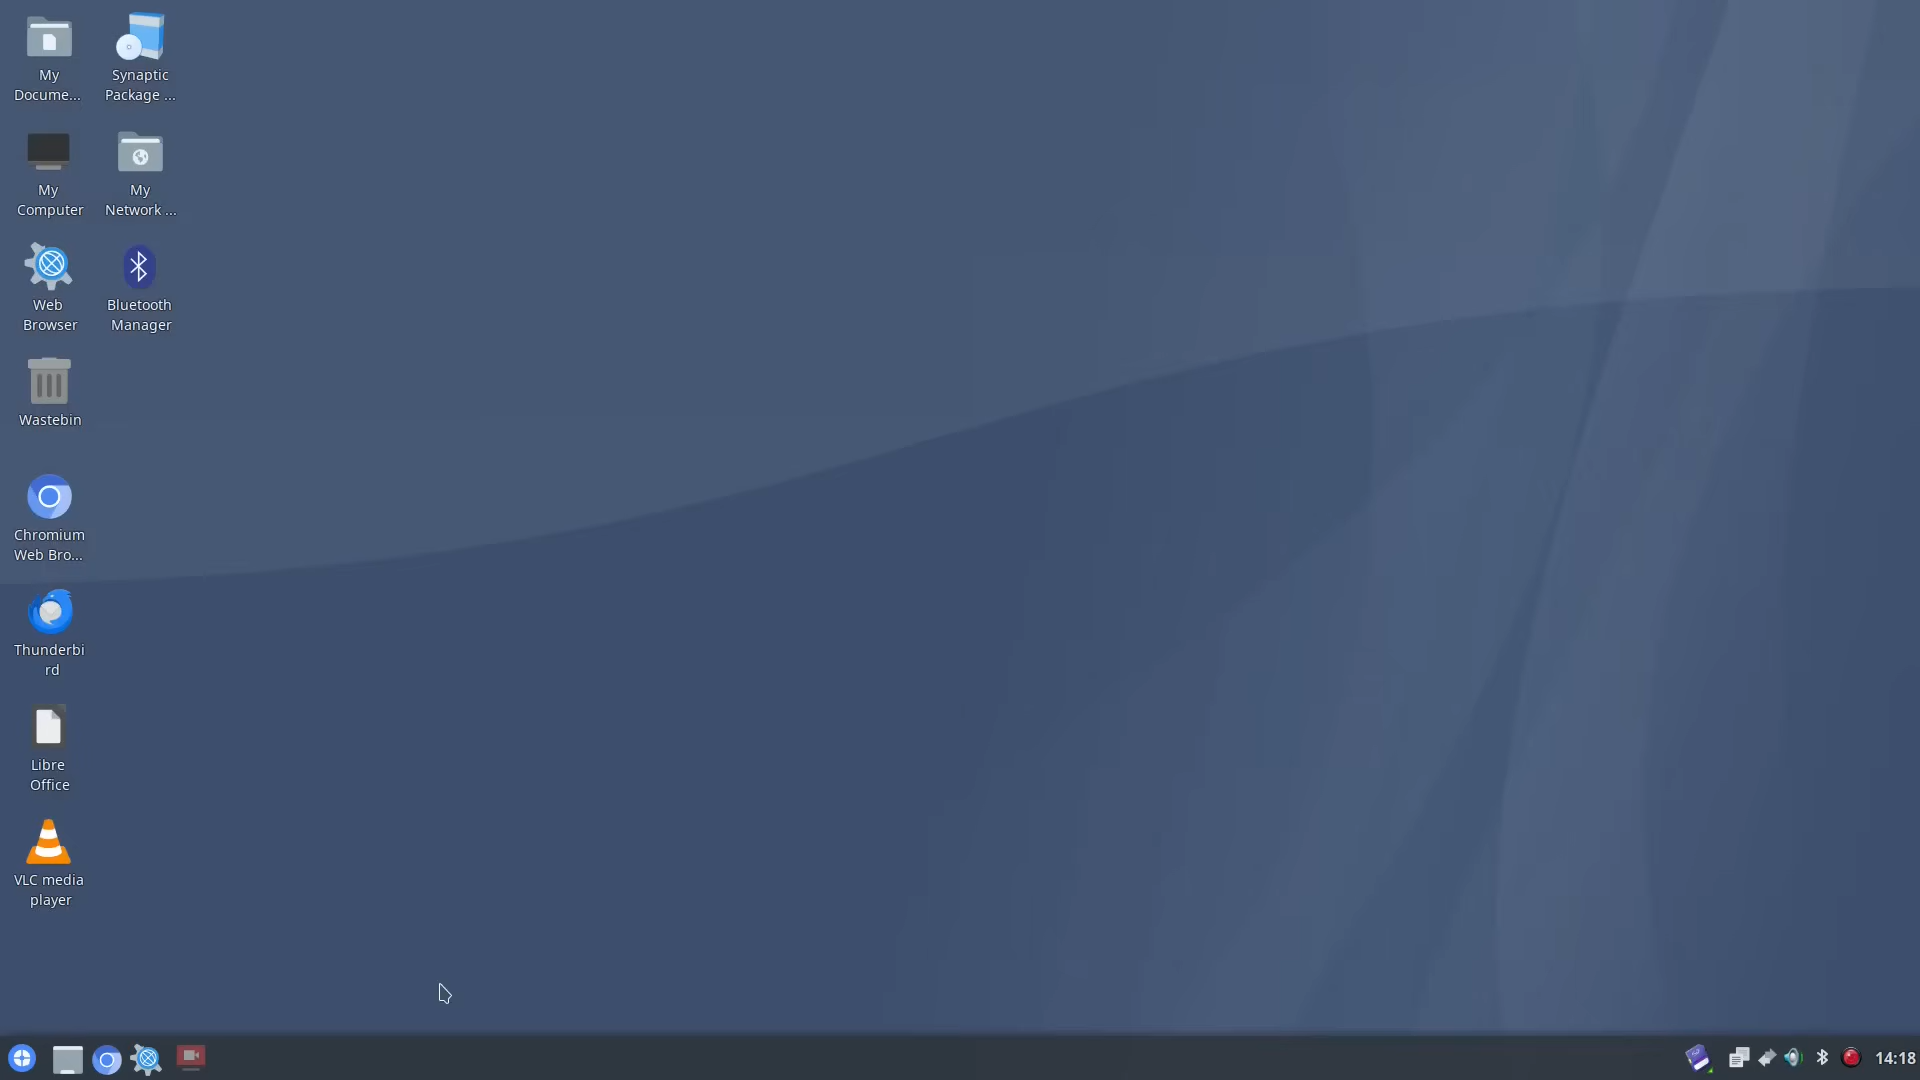 My
Docume...
Synaptic
Package ...
My
Computer
My
Network ...
Web
Browser
Bluetooth
Manager
Wastebin
Chromium
Web Bro...
Thunderbi
rd
Libre
Office
VLC media
player
14:18